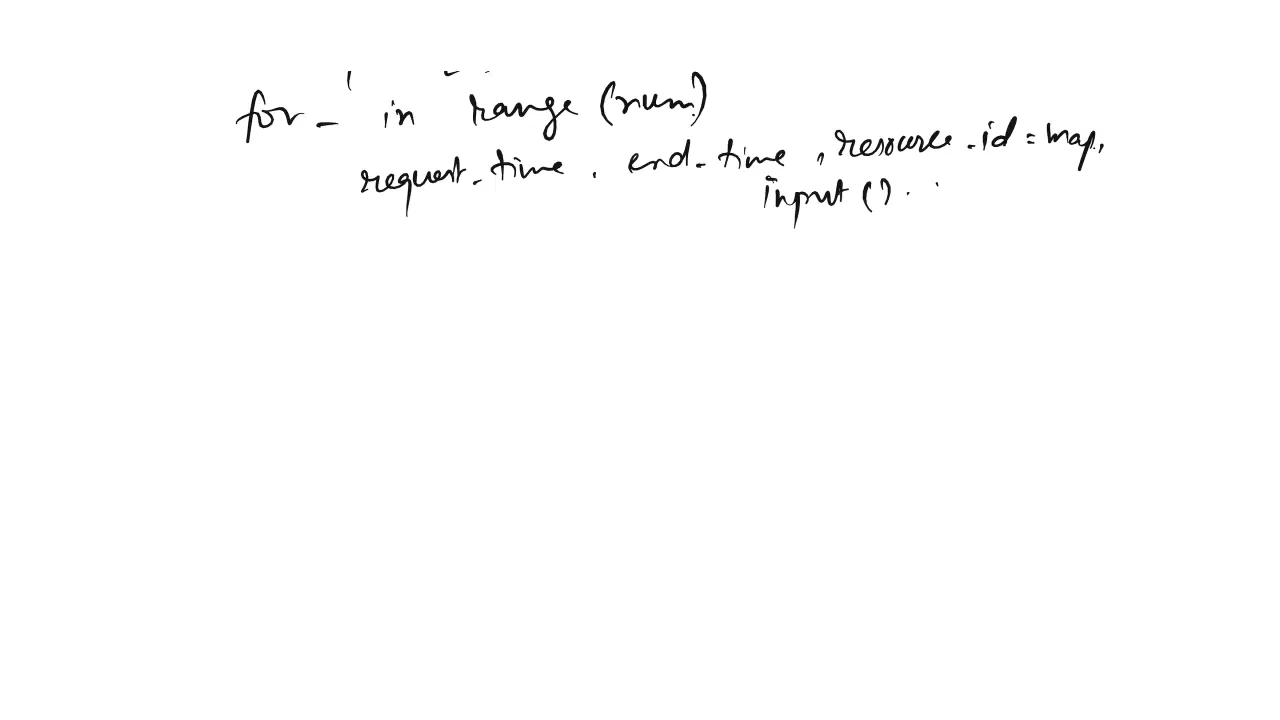 for _ in range (num)
request_time , end_time , resource_id = map,
input () .